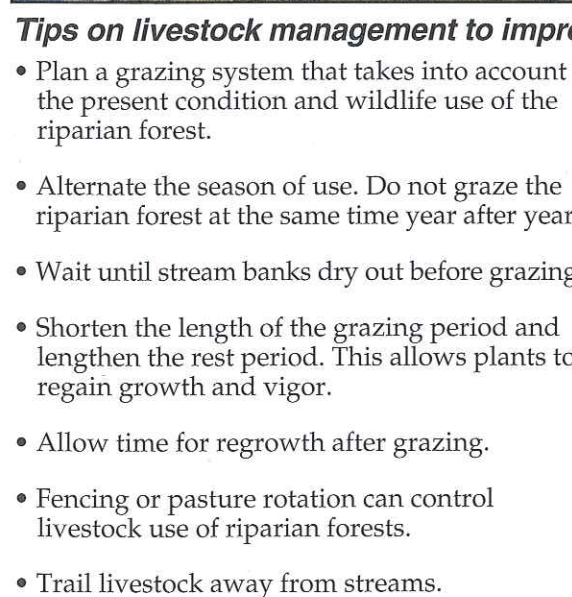 Tips on livestock management to impr
• Plan a grazing system that takes into account
the present condition and wildlife use of the
riparian forest.
• Alternate the season of use. Do not graze the
riparian forest at the same time year after year
• Wait until stream banks dry out before grazing
• Shorten the length of the grazing period and
lengthen the rest period. This allows plants to
regain growth and vigor.
• Allow time for regrowth after grazing.
• Fencing or pasture rotation can control
livestock use of riparian forests.
• Trail livestock away from streams.